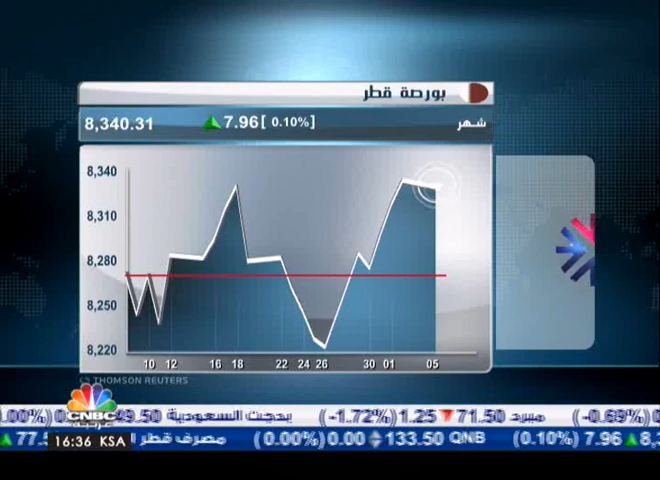 بورصة قطر
8,340.31 7.96[ 0.10%] شهر
8,340
8,310
8,280
8,250
8,220
10 12 16 18 22 24 26 30 01 05
THOMSON REUTERS
CNBC
عربية
(-0.69%) مبرد 71.50 1.25 (-1.72%) بدجت السعودية 49.50
16:36 KSA
7.96 (0.10%) QNB 133.50 0.00 (0.00%) مصرف قطر